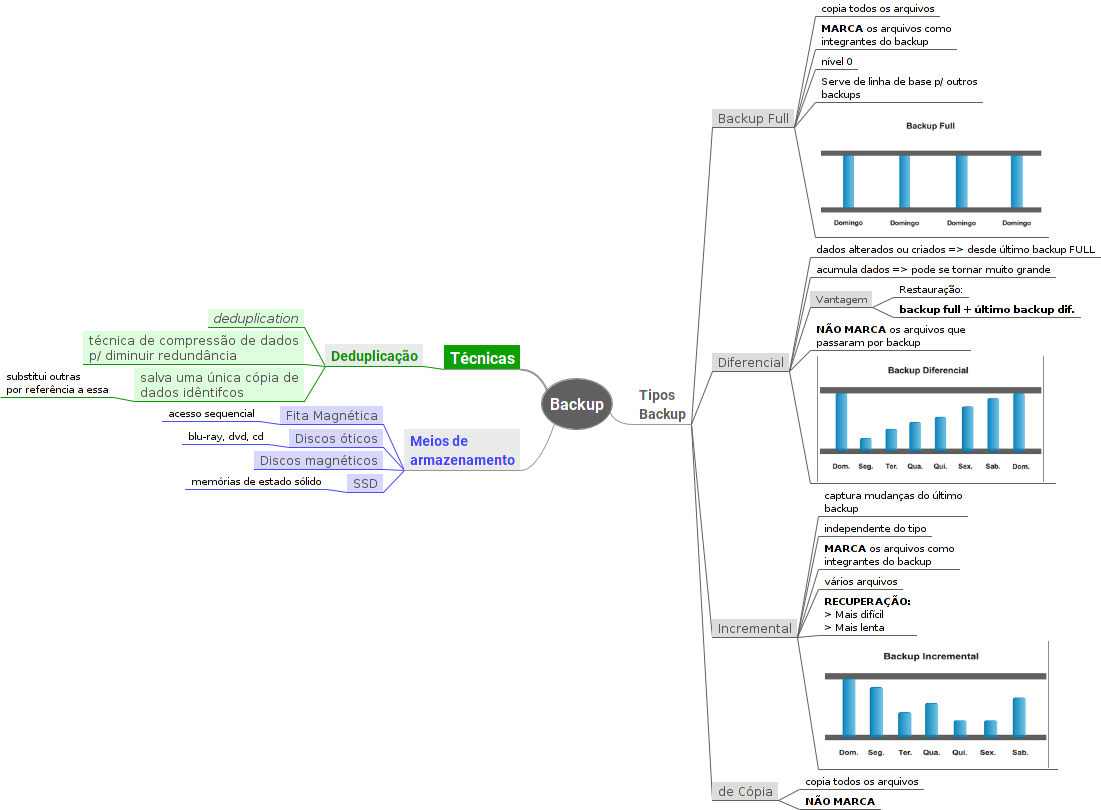 Backup
Técnicas
Deduplicação
deduplication
técnica de compressão de dados
p/ diminuir redundância
salva uma única cópia de
dados idêntifcos
substitui outras
por referência a essa
Meios de
armazenamento
Fita Magnética
acesso sequencial
Discos óticos
blu-ray, dvd, cd
Discos magnéticos
SSD
memórias de estado sólido
Tipos
Backup
Backup Full
copia todos os arquivos
MARCA os arquivos como
integrantes do backup
nível 0
Serve de linha de base p/ outros
backups
Backup Full
Domingo Domingo Domingo Domingo
Diferencial
dados alterados ou criados => desde último backup FULL
acumula dados => pode se tornar muito grande
Vantagem
Restauração:
backup full + último backup dif.
NÃO MARCA os arquivos que
passaram por backup
Backup Diferencial
Dom. Seg. Ter. Qua. Qui. Sex. Sab. Dom.
Incremental
captura mudanças do último
backup
independente do tipo
MARCA os arquivos como
integrantes do backup
vários arquivos
RECUPERAÇÃO:
> Mais difícil
> Mais lenta
Backup Incremental
Dom. Seg. Ter. Qua. Qui. Sex. Sab.
de Cópia
copia todos os arquivos
NÃO MARCA